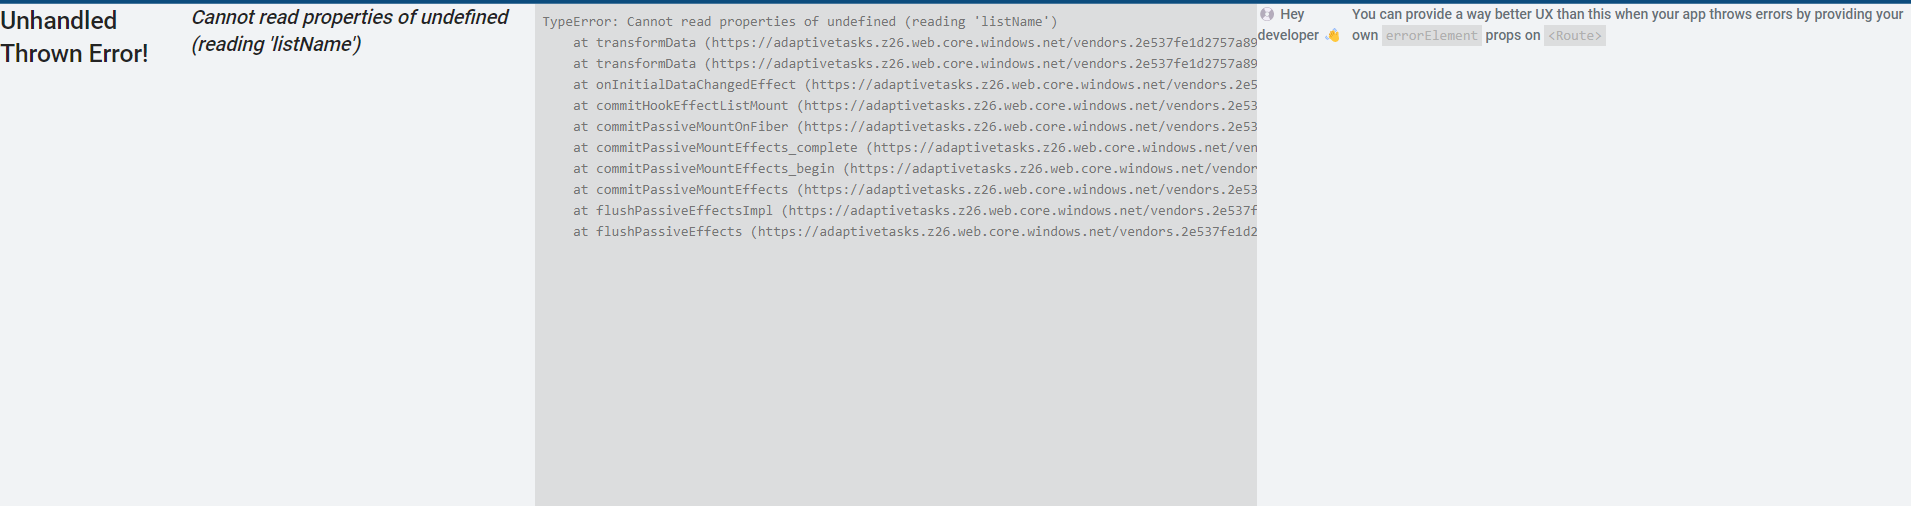 Unhandled
Thrown Error!
Cannot read properties of undefined
(reading 'listName')
TypeError: Cannot read properties of undefined (reading 'listName')
at transformData (https://adaptivetasks.z26.web.core.windows.net/vendors.2e537fe1d2757a89
at transformData (https://adaptivetasks.z26.web.core.windows.net/vendors.2e537fe1d2757a89
at onInitialDataChangedEffect (https://adaptivetasks.z26.web.core.windows.net/vendors.2e5
at commitHookEffectListMount (https://adaptivetasks.z26.web.core.windows.net/vendors.2e53
at commitPassiveMountOnFiber (https://adaptivetasks.z26.web.core.windows.net/vendors.2e53
at commitPassiveMountEffects_complete (https://adaptivetasks.z26.web.core.windows.net/ven
at commitPassiveMountEffects_begin (https://adaptivetasks.z26.web.core.windows.net/vendor
at commitPassiveMountEffects (https://adaptivetasks.z26.web.core.windows.net/vendors.2e53
at flushPassiveEffectsImpl (https://adaptivetasks.z26.web.core.windows.net/vendors.2e537f
at flushPassiveEffects (https://adaptivetasks.z26.web.core.windows.net/vendors.2e537fe1d2
💿 Hey
developer 👋
You can provide a way better UX than this when your app throws errors by providing your
own errorElement props on <Route>